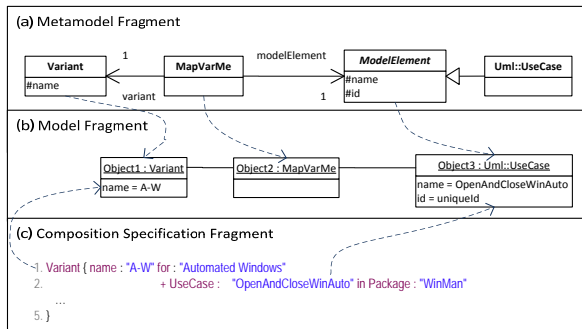 (a) Metamodel Fragment
Variant
#name
1
variant
MapVarMe
modelElement
1
ModelElement
#name
#id
Uml::UseCase
(b) Model Fragment
Object1 : Variant
name = A-W
Object2 : MapVarMe
Object3 : Uml::UseCase
name = OpenAndCloseWinAuto
id = uniqueId
(c) Composition Specification Fragment
1. Variant { name : "A-W" for : "Automated Windows"
2. + UseCase : "OpenAndCloseWinAuto" in Package : "WinMan"
...
5. }